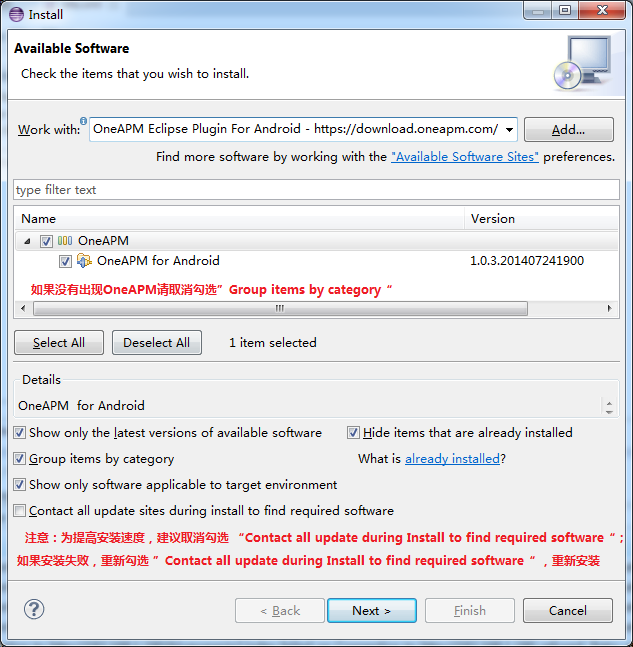 Install
Available Software
Check the items that you wish to install.
Work with: OneAPM Eclipse Plugin For Android - https://download.oneapm.com/ Add...
Find more software by working with the "Available Software Sites" preferences.
type filter text
Name Version
OneAPM
OneAPM for Android 1.0.3.201407241900
如果没有出现OneAPM请取消勾选” Group items by category “
Select All Deselect All 1 item selected
Details
OneAPM for Android
Show only the latest versions of available software Hide items that are already installed
Group items by category What is already installed?
Show only software applicable to target environment
Contact all update sites during install to find required software
注意：为提高安装速度，建议取消勾选 “Contact all update during Install to find required software “；
如果安装失败，重新勾选 ” Contact all update during Install to find required software “ ，重新安装
? < Back Next > Finish Cancel